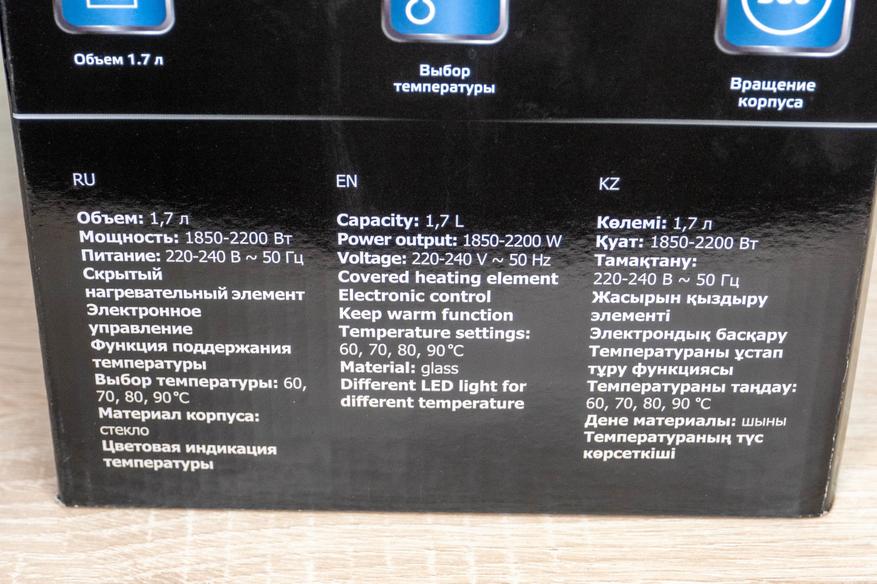 Объем 1.7 л
Выбор
температуры
Вращение
корпуса
RU
Объем: 1,7 л
Мощность: 1850-2200 Вт
Питание: 220-240 В ~ 50 Гц
Скрытый
нагревательный элемент
Электронное
управление
Функция поддержания
температуры
Выбор температуры: 60,
70, 80, 90°C
Материал корпуса:
стекло
Цветовая индикация
температуры
EN
Capacity: 1,7 L
Power output: 1850-2200 W
Voltage: 220-240 V ~ 50 Hz
Covered heating element
Electronic control
Keep warm function
Temperature settings:
60, 70, 80, 90°C
Material: glass
Different LED light for
different temperature
KZ
Көлемі: 1,7 л
Қуат: 1850-2200 Вт
Тамақтану:
220-240 В ~ 50 Гц
Жасырын қыздыру
элементі
Электрондық басқару
Температураны ұстап
тұру функциясы
Температураны таңдау:
60, 70, 80, 90 °C
Дене материалы: шыны
Температураның түс
көрсеткіші